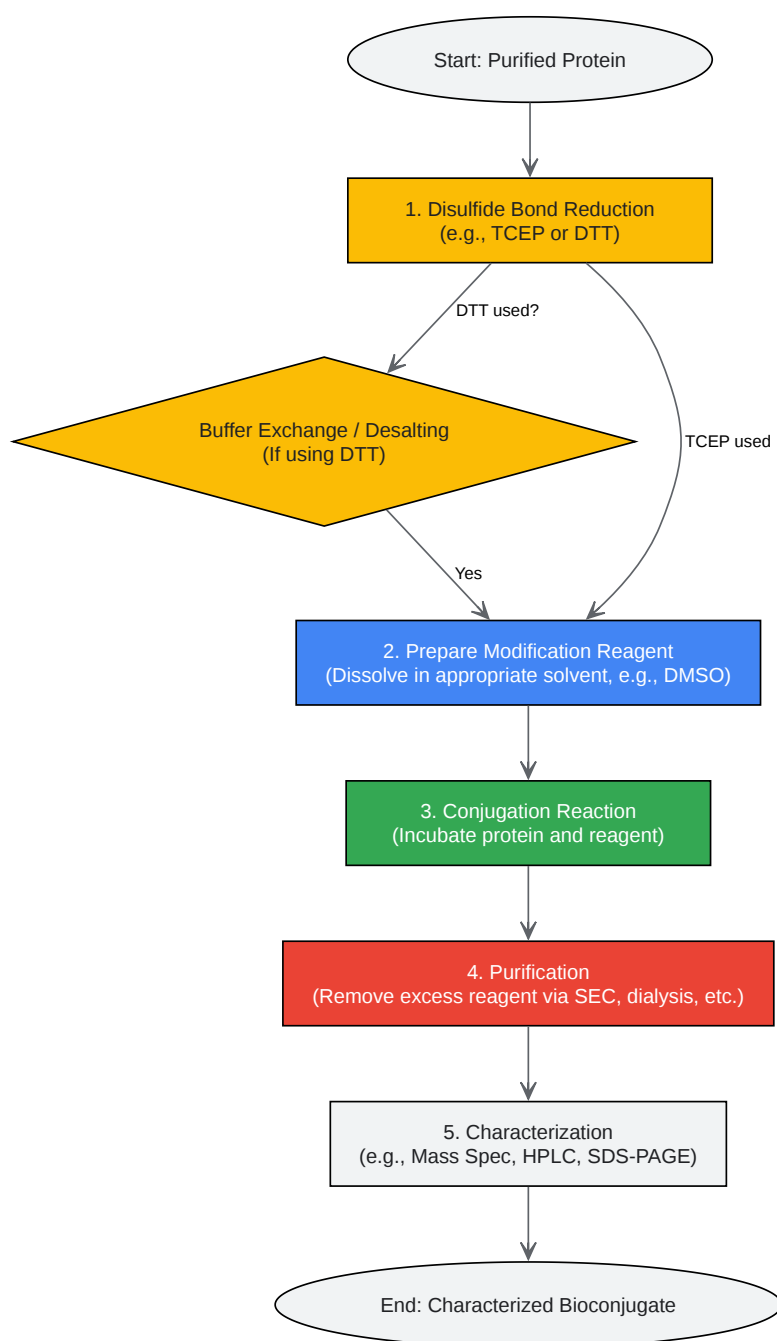 Start: Purified Protein
1. Disulfide Bond Reduction
(e.g., TCEP or DTT)
DTT used?
Buffer Exchange / Desalting
(If using DTT)
TCEP used
Yes
2. Prepare Modification Reagent
(Dissolve in appropriate solvent, e.g., DMSO)
3. Conjugation Reaction
(Incubate protein and reagent)
4. Purification
(Remove excess reagent via SEC, dialysis, etc.)
5. Characterization
(e.g., Mass Spec, HPLC, SDS-PAGE)
End: Characterized Bioconjugate